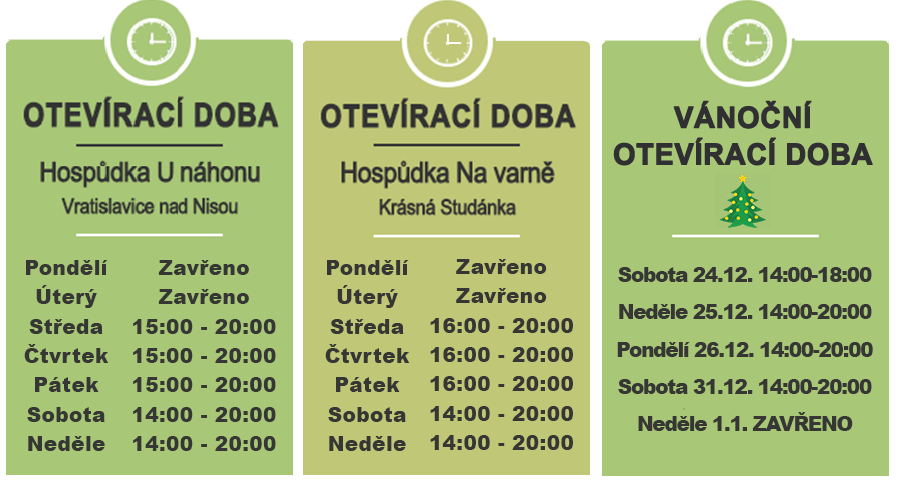 OTEVÍRACÍ DOBA
Hospůdka U náhonu
Vratislavice nad Nisou
Pondělí Zavřeno
Úterý Zavřeno
Středa 15:00 - 20:00
Čtvrtek 15:00 - 20:00
Pátek 15:00 - 20:00
Sobota 14:00 - 20:00
Neděle 14:00 - 20:00
OTEVÍRACÍ DOBA
Hospůdka Na varně
Krásná Studánka
Pondělí Zavřeno
Úterý Zavřeno
Středa 16:00 - 20:00
Čtvrtek 16:00 - 20:00
Pátek 16:00 - 20:00
Sobota 14:00 - 20:00
Neděle 14:00 - 20:00
VÁNOČNÍ
OTEVÍRACÍ DOBA
Sobota 24.12. 14:00-18:00
Neděle 25.12. 14:00-20:00
Pondělí 26.12. 14:00-20:00
Sobota 31.12. 14:00-20:00
Neděle 1.1. ZAVŘENO